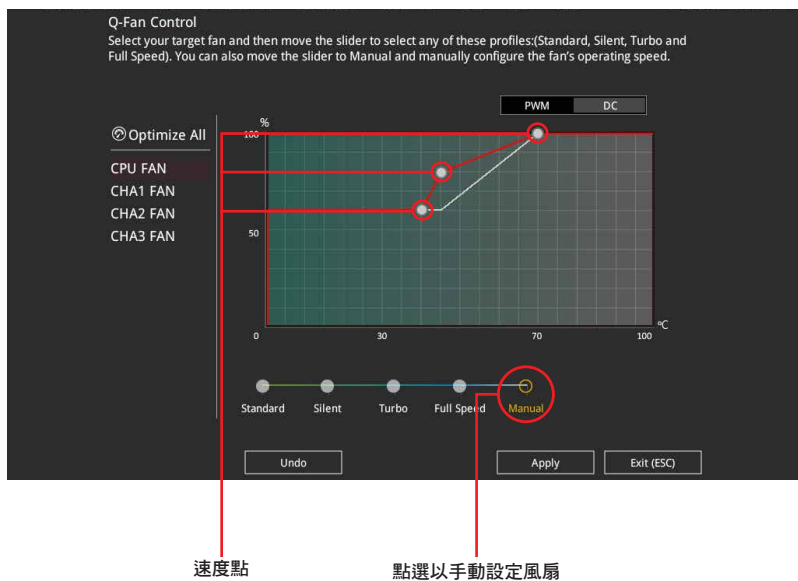 Q-Fan Control
Select your target fan and then move the slider to select any of these profiles:(Standard, Silent, Turbo and
Full Speed). You can also move the slider to Manual and manually configure the fan's operating speed.
PWM DC
%
Optimize All
100
CPU FAN
CHA1 FAN
CHA2 FAN
CHA3 FAN
50
ºC
0 30 70 100
Standard Silent Turbo Full Speed Manual
Undo Apply Exit (ESC)
速度點 點選以手動設定風扇